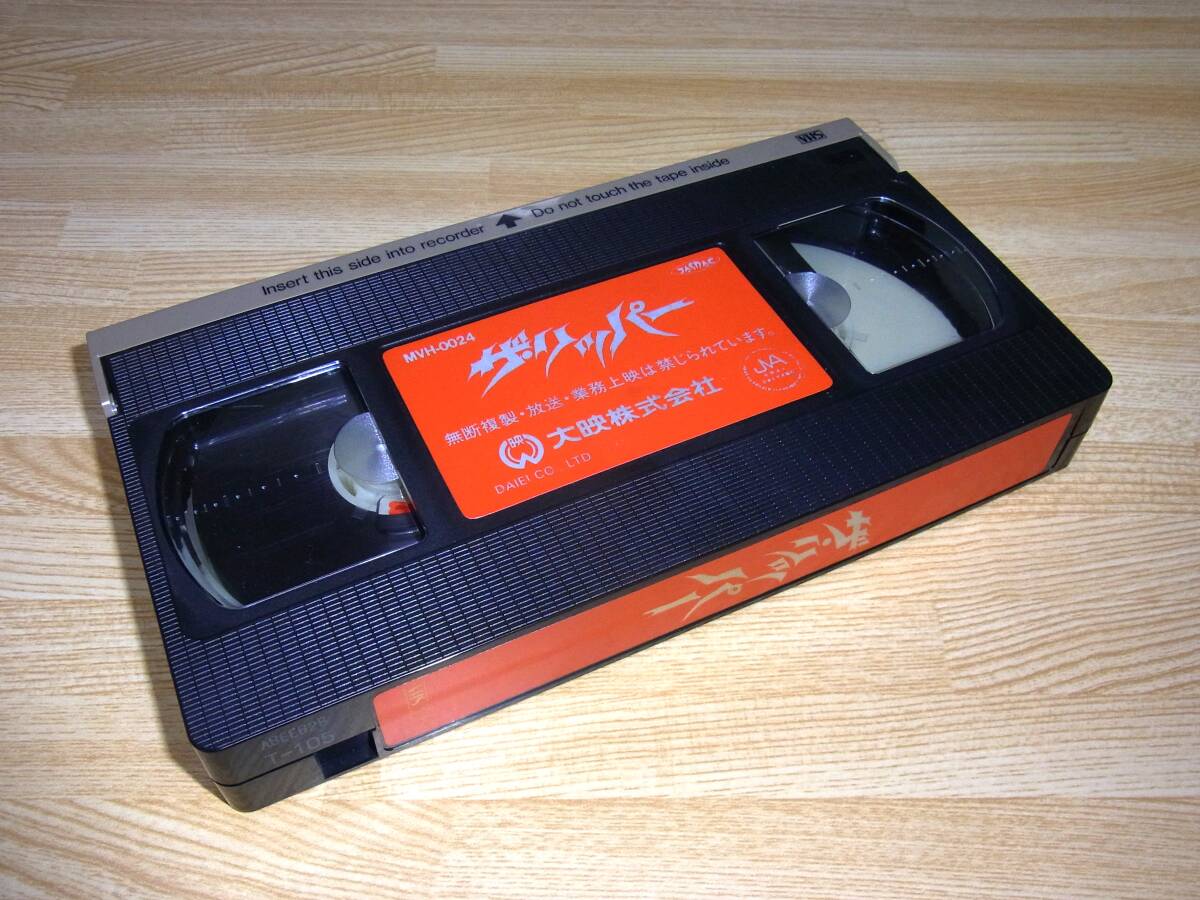 Insert this side into recorder ↑ Do not touch the tape inside
VHS
MVH-0024
JASRAC
ザ・リッパー
無断複製・放送・業務上映は禁じられています。
映 大映株式会社
DAIEI CO. LTD
JVA
ザ・リッパー
T-105